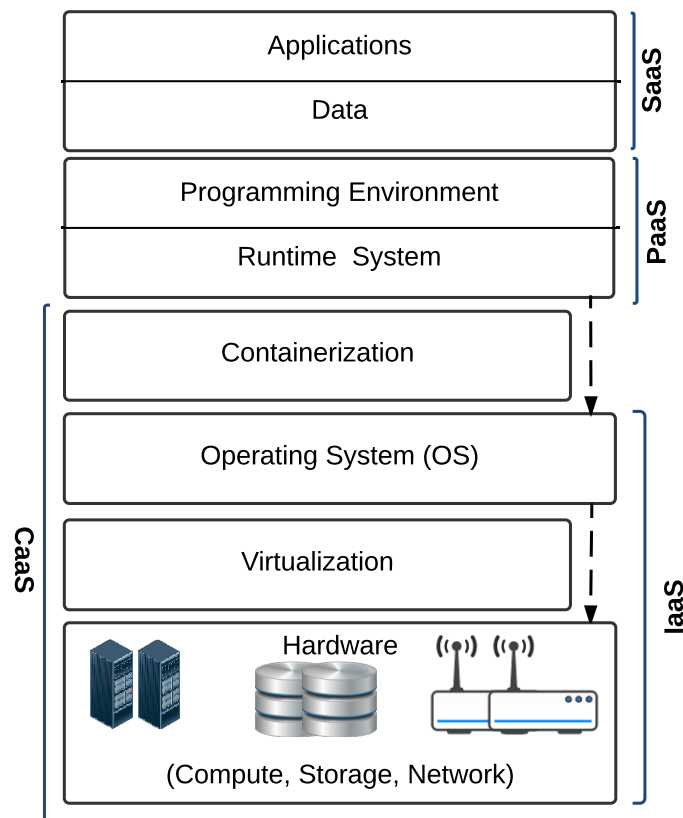 Applications
SaaS
Data
Programming Environment
PaaS
Runtime System
Containerization
Operating System (OS)
CaaS
Virtualization
IaaS
Hardware
(Compute, Storage, Network)